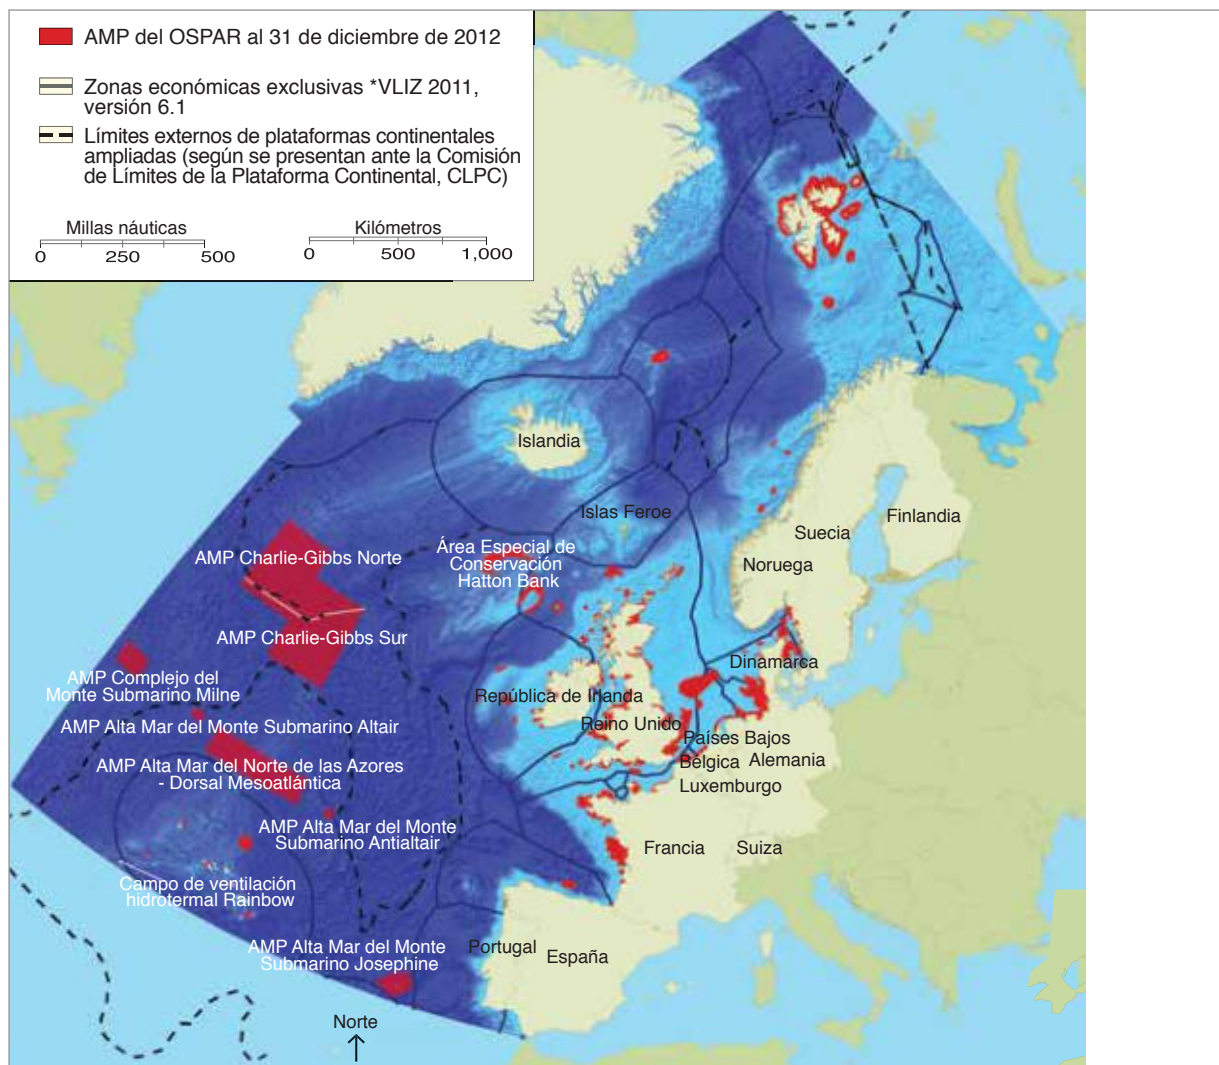 AMP del OSPAR al 31 de diciembre de 2012
Zonas económicas exclusivas *VLIZ 2011,
versión 6.1
Límites externos de plataformas continentales
ampliadas (según se presentan ante la Comisión
de Límites de la Plataforma Continental, CLPC)
Millas náuticas
0 250 500
Kilómetros
0 500 1,000
Islandia
Islas Feroe
Finlandia
Suecia
Noruega
AMP Charlie-Gibbs Norte
Área Especial de
Conservación
Hatton Bank
AMP Charlie-Gibbs Sur
Dinamarca
AMP Complejo del
Monte Submarino Milne
República de Irlanda
AMP Alta Mar del Monte Submarino Altair
Reino Unido
Países Bajos
Bélgica
Alemania
AMP Alta Mar del Norte de las Azores
- Dorsal Mesoatlántica
Luxemburgo
AMP Alta Mar del Monte
Submarino Antialtair
Francia
Suiza
Campo de ventilación
hidrotermal Rainbow
AMP Alta Mar del Monte
Submarino Josephine
Portugal
España
Norte